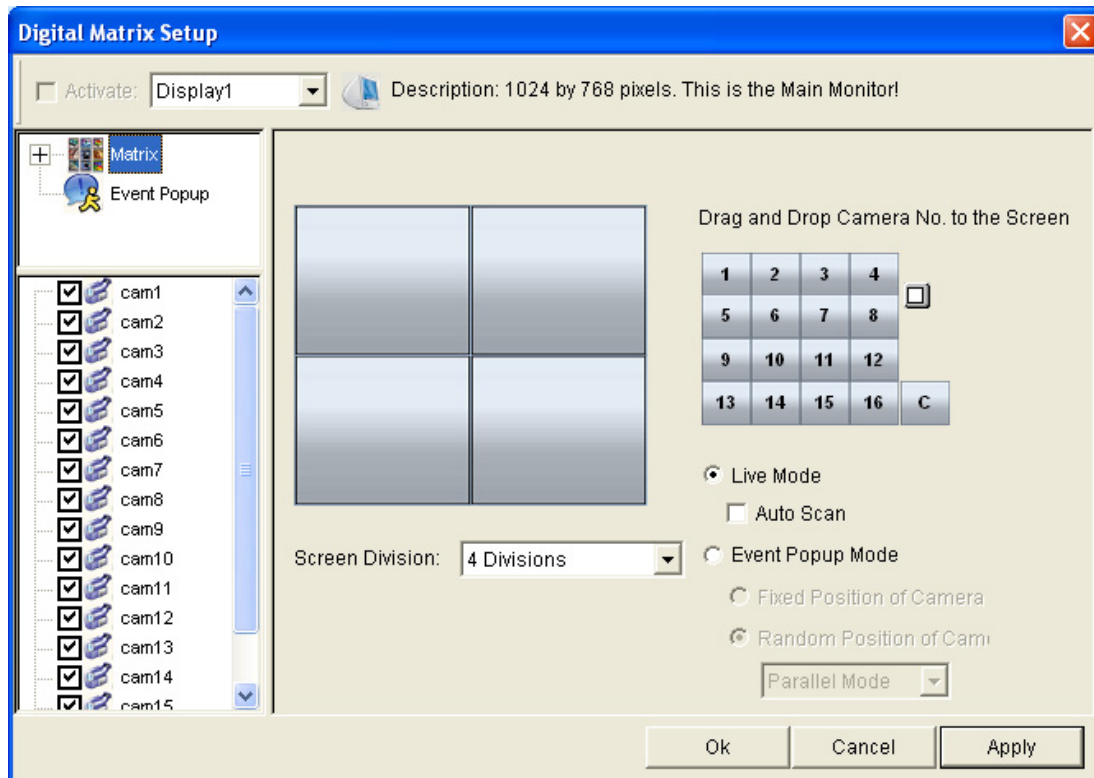 Digital Matrix Setup
Activate: Display1 Description: 1024 by 768 pixels. This is the Main Monitor!
Matrix
Event Popup
cam1
cam2
cam3
cam4
cam5
cam6
cam7
cam8
cam9
cam10
cam11
cam12
cam13
cam14
cam15
Screen Division: 4 Divisions
Drag and Drop Camera No. to the Screen
1 2 3 4
5 6 7 8
9 10 11 12
13 14 15 16 C
Live Mode
Auto Scan
Event Popup Mode
Fixed Position of Camera
Random Position of
Parallel Mode
Ok Cancel Apply